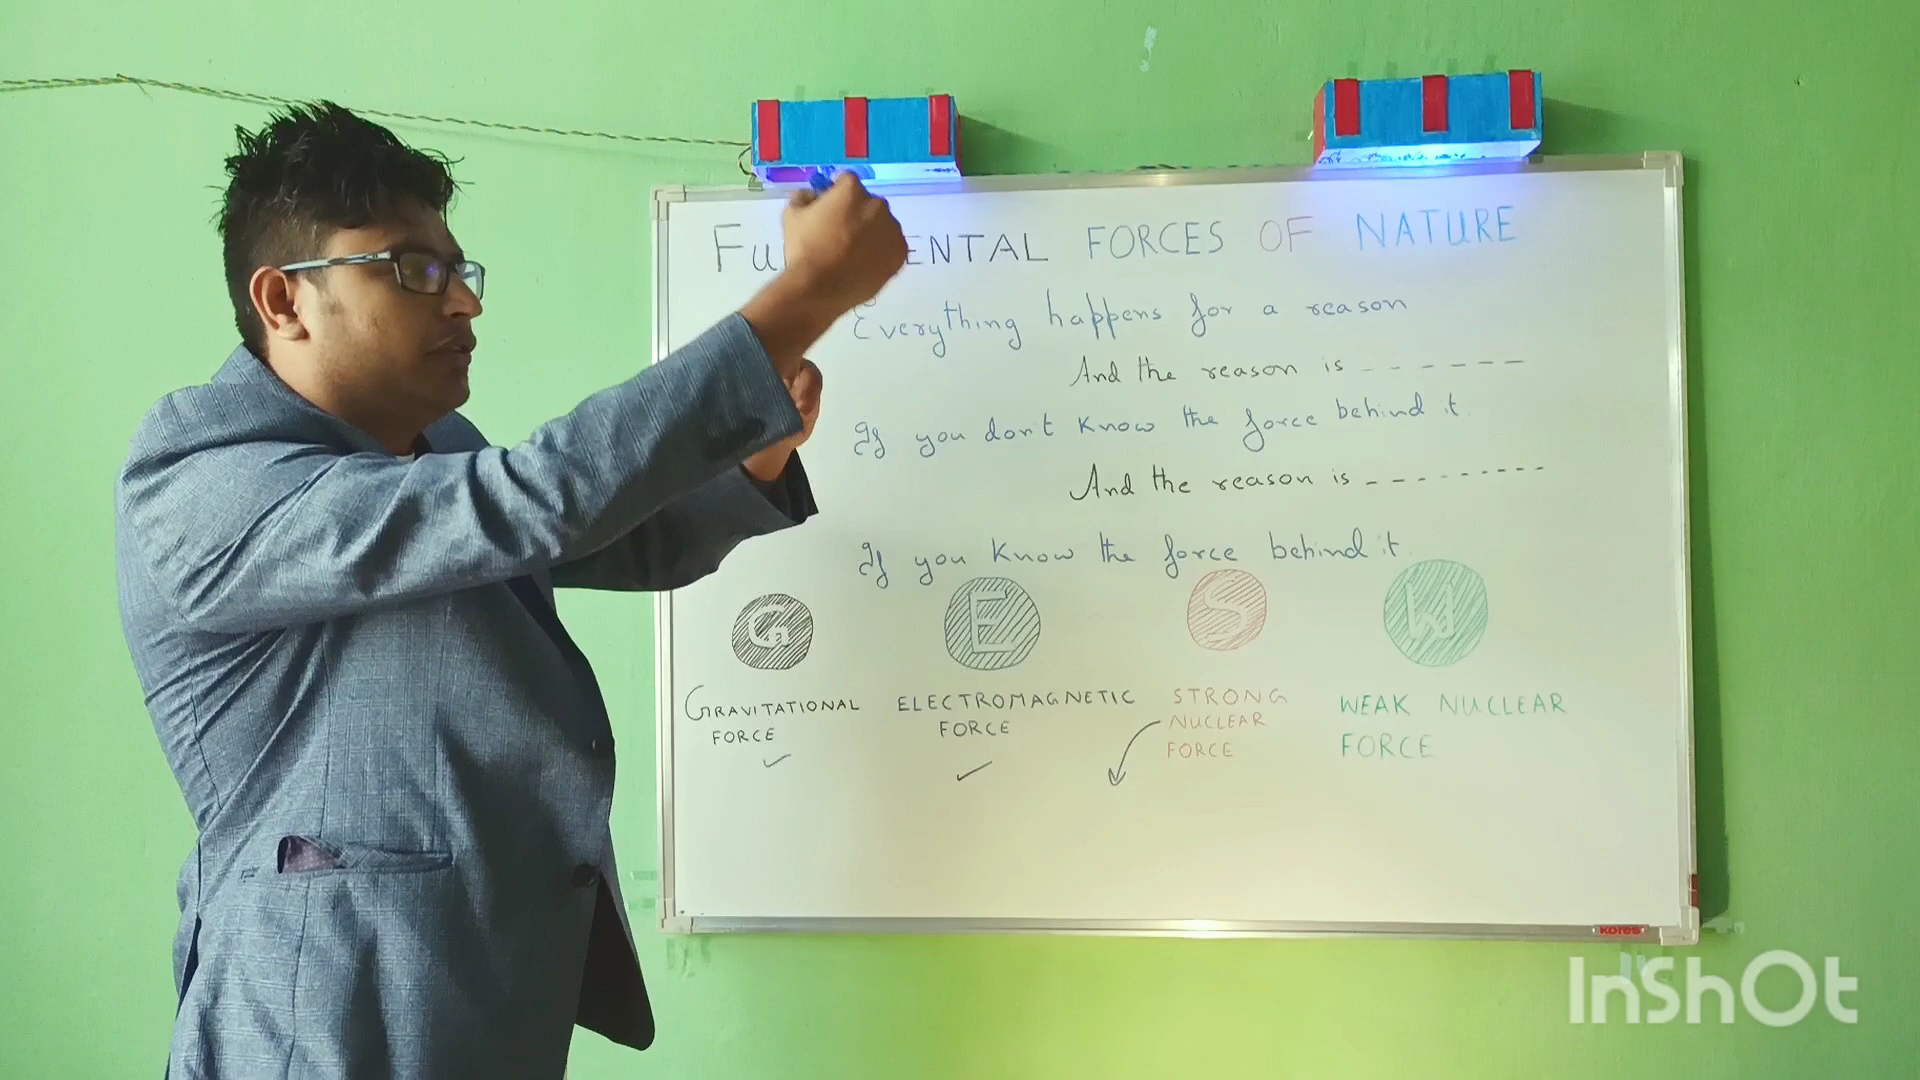 FU ENTAL FORCES OF NATURE
Everything happens for a reason
And the reason is ------
If you don't know the force behind it
And the reason is ---------
If you know the force behind it
G E S W
GRAVITATIONAL FORCE
ELECTROMAGNETIC FORCE
STRONG NUCLEAR FORCE
WEAK NUCLEAR FORCE
KORES
InShOt